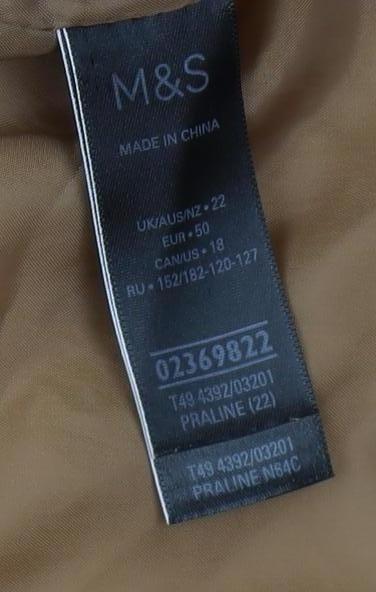 M&S
MADE IN CHINA
UK/AUS/NZ • 22
EUR • 50
CAN/US • 18
RU • 152/182-120-127
02369822
T49 4392/03201
PRALINE (22)
T49 4392/03201
PRALINE N64C